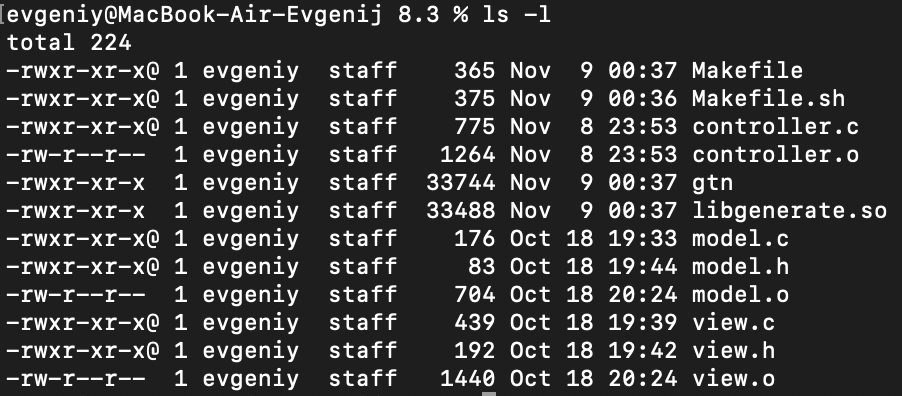 [evgeniy@MacBook-Air-Evgenij 8.3 % ls -l
total 224
-rwxr-xr-x@ 1 evgeniy  staff    365 Nov  9 00:37 Makefile
-rwxr-xr-x@ 1 evgeniy  staff    375 Nov  9 00:36 Makefile.sh
-rwxr-xr-x@ 1 evgeniy  staff    775 Nov  8 23:53 controller.c
-rw-r--r--  1 evgeniy  staff   1264 Nov  8 23:53 controller.o
-rwxr-xr-x  1 evgeniy  staff  33744 Nov  9 00:37 gtn
-rwxr-xr-x  1 evgeniy  staff  33488 Nov  9 00:37 libgenerate.so
-rwxr-xr-x@ 1 evgeniy  staff    176 Oct 18 19:33 model.c
-rwxr-xr-x@ 1 evgeniy  staff     83 Oct 18 19:44 model.h
-rw-r--r--  1 evgeniy  staff    704 Oct 18 20:24 model.o
-rwxr-xr-x@ 1 evgeniy  staff    439 Oct 18 19:39 view.c
-rwxr-xr-x@ 1 evgeniy  staff    192 Oct 18 19:42 view.h
-rw-r--r--  1 evgeniy  staff   1440 Oct 18 20:24 view.o